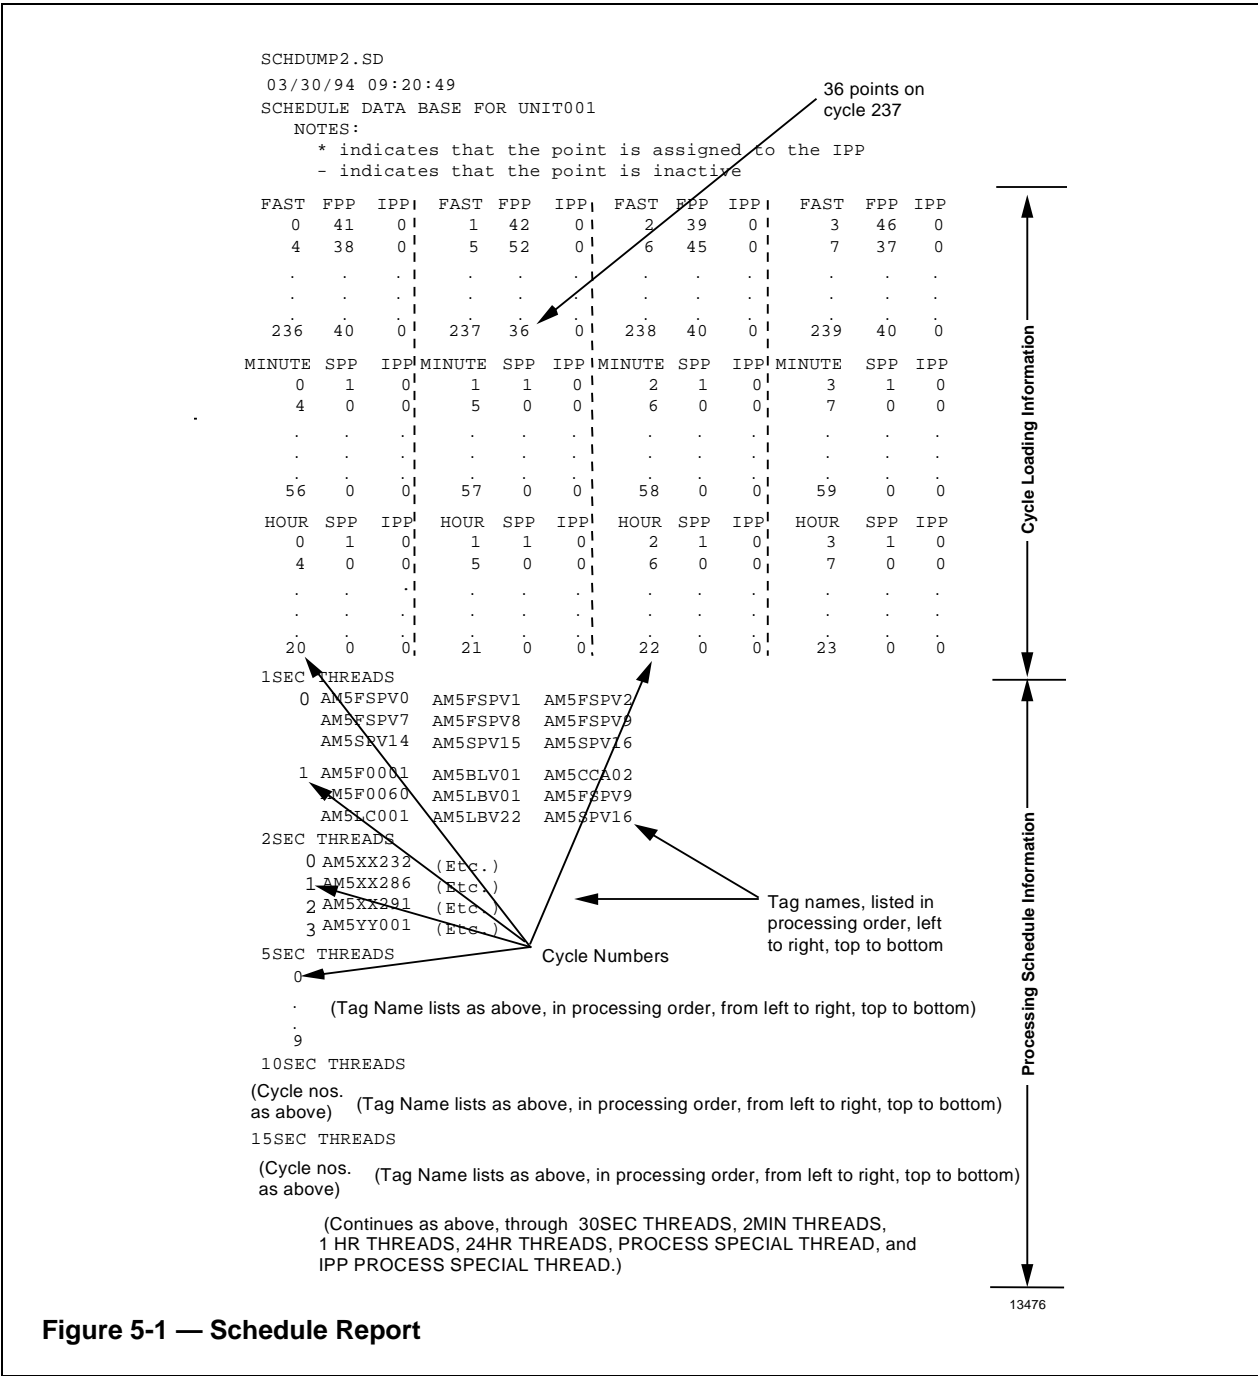 SCHDUMP2.SD
03/30/94 09:20:49
SCHEDULE DATA BASE FOR UNIT001
NOTES:
* indicates that the point is assigned to the IPP
- indicates that the point is inactive
36 points on
cycle 237
FAST FPP IPP FAST FPP IPP FAST FPP IPP FAST FPP IPP
0 41 0 1 42 0 2 39 0 3 46 0
4 38 0 5 52 0 6 45 0 7 37 0
. . . . . . . . . . . .
. . . . . . . . . . . .
. . . . . . . . . . . .
236 40 0 237 36 0 238 40 0 239 40 0
MINUTE SPP IPP MINUTE SPP IPP MINUTE SPP IPP MINUTE SPP IPP
0 1 0 1 1 0 2 1 0 3 1 0
4 0 0 5 0 0 6 0 0 7 0 0
. . . . . . . . . . . .
. . . . . . . . . . . .
. . . . . . . . . . . .
56 0 0 57 0 0 58 0 0 59 0 0
HOUR SPP IPP HOUR SPP IPP HOUR SPP IPP HOUR SPP IPP
0 1 0 1 1 0 2 1 0 3 1 0
4 0 0 5 0 0 6 0 0 7 0 0
. . . . . . . . . . . .
. . . . . . . . . . . .
. . . . . . . . . . . .
20 0 0 21 0 0 22 0 0 23 0 0
Cycle Loading Information
1SEC THREADS
0 AM5FSPV0 AM5FSPV1 AM5FSPV2
AM5FSPV7 AM5FSPV8 AM5FSPV9
AM5SPV14 AM5SPV15 AM5SPV16
1 AM5F0001 AM5BLV01 AM5CCA02
AM5F0060 AM5LBV01 AM5FSPV9
AM5LC001 AM5LBV22 AM5SPV16
2SEC THREADS
0 AM5XX232 (Etc.)
1 AM5XX286 (Etc.)
2 AM5XX291 (Etc.)
3 AM5YY001 (Etc.)
Tag names, listed in
processing order, left
to right, top to bottom
Cycle Numbers
5SEC THREADS
0
.
(Tag Name lists as above, in processing order, from left to right, top to bottom)
.
9
10SEC THREADS
(Cycle nos.
as above)
(Tag Name lists as above, in processing order, from left to right, top to bottom)
15SEC THREADS
(Cycle nos.
as above)
(Tag Name lists as above, in processing order, from left to right, top to bottom)
(Continues as above, through 30SEC THREADS, 2MIN THREADS,
1 HR THREADS, 24HR THREADS, PROCESS SPECIAL THREAD, and
IPP PROCESS SPECIAL THREAD.)
Processing Schedule Information
13476
Figure 5-1 — Schedule Report